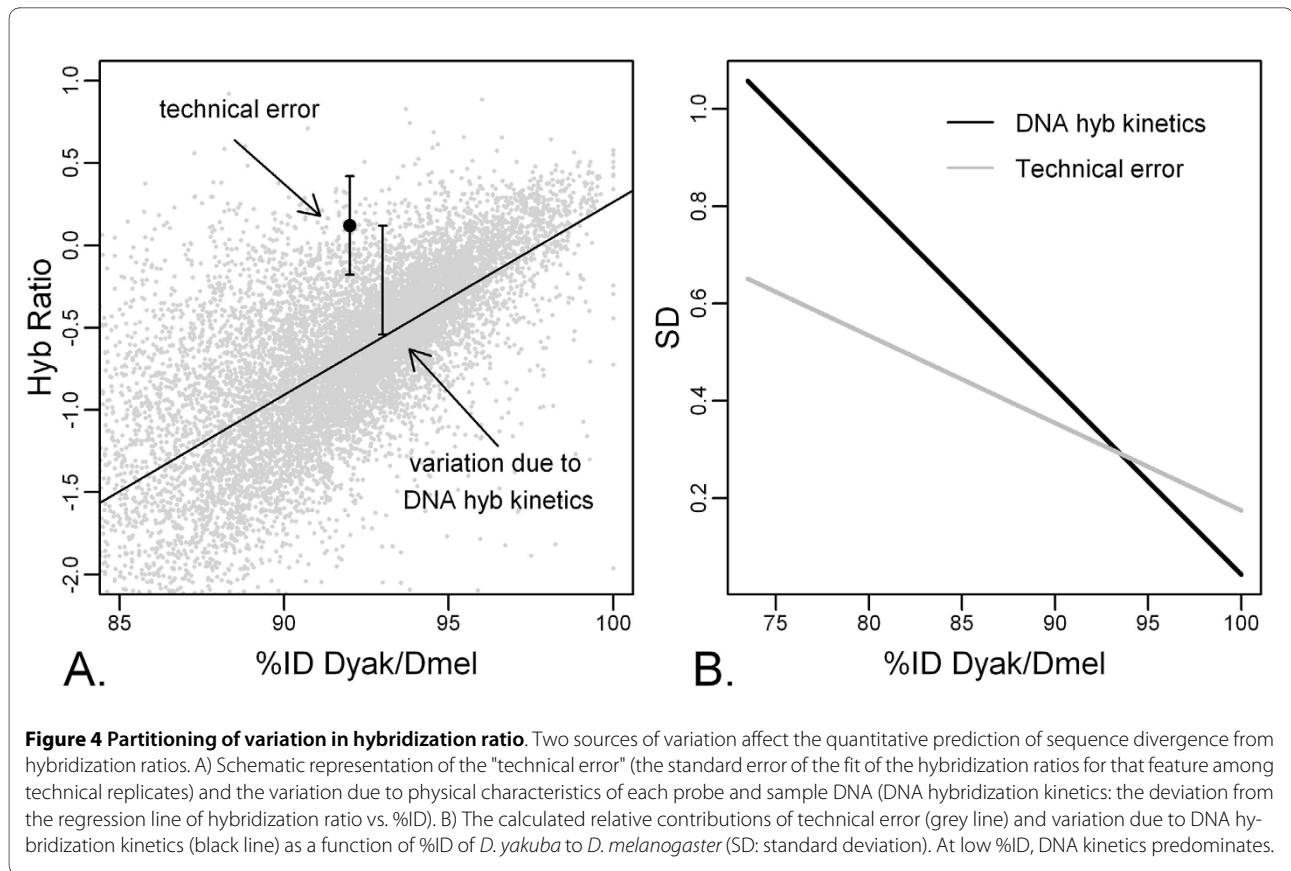 technical error
variation due to
DNA hyb kinetics
Hyb Ratio
1.0
0.5
0.0
-0.5
-1.0
-1.5
-2.0
85 90 95 100
%ID Dyak/Dmel
A.
DNA hyb kinetics
Technical error
SD
1.0
0.8
0.6
0.4
0.2
75 80 85 90 95 100
%ID Dyak/Dmel
B.
Figure 4 Partitioning of variation in hybridization ratio. Two sources of variation affect the quantitative prediction of sequence divergence from
hybridization ratios. A) Schematic representation of the "technical error" (the standard error of the fit of the hybridization ratios for that feature among
technical replicates) and the variation due to physical characteristics of each probe and sample DNA (DNA hybridization kinetics: the deviation from
the regression line of hybridization ratio vs. %ID). B) The calculated relative contributions of technical error (grey line) and variation due to DNA hy-
bridization kinetics (black line) as a function of %ID of D. yakuba to D. melanogaster (SD: standard deviation). At low %ID, DNA kinetics predominates.